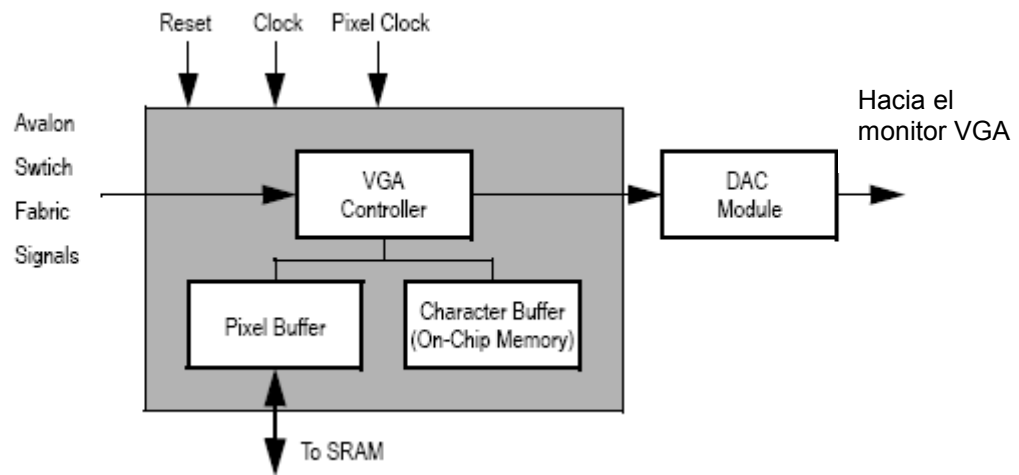 Reset Clock Pixel Clock
Hacia el
monitor VGA
Avalon
Swtich
Fabric
Signals
VGA
Controller
DAC
Module
Pixel Buffer
Character Buffer
(On-Chip Memory)
To SRAM